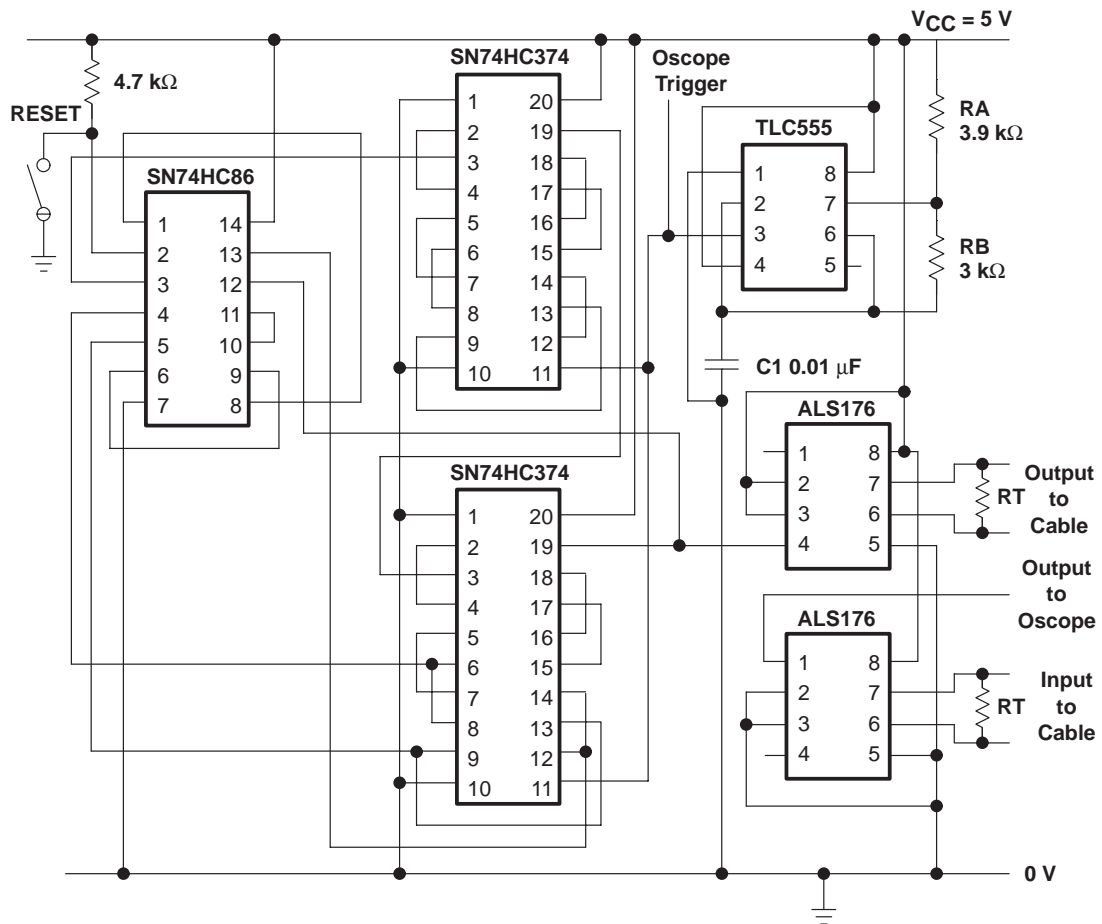 VCC = 5 V
4.7 kΩ
RESET
SN74HC86
1 14
2 13
3 12
4 11
5 10
6 9
7 8
SN74HC374
1 20
2 19
3 18
4 17
5 16
6 15
7 14
8 13
9 12
10 11
SN74HC374
1 20
2 19
3 18
4 17
5 16
6 15
7 14
8 13
9 12
10 11
Oscope
Trigger
TLC555
1 8
2 7
3 6
4 5
RA
3.9 kΩ
RB
3 kΩ
C1 0.01 μF
ALS176
1 8
2 7
3 6
4 5
RT
Output
to
Cable
Output
to
Oscope
ALS176
1 8
2 7
3 6
4 5
RT
Input
to
Cable
0 V